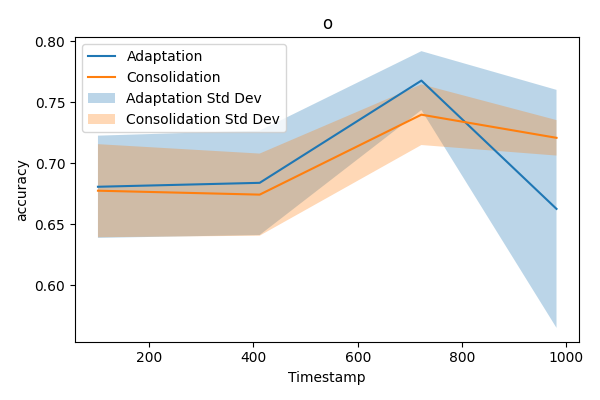 o
0.80
0.75
0.70
0.65
0.60
accuracy
Adaptation
Consolidation
Adaptation Std Dev
Consolidation Std Dev
200
400
600
800
1000
Timestamp